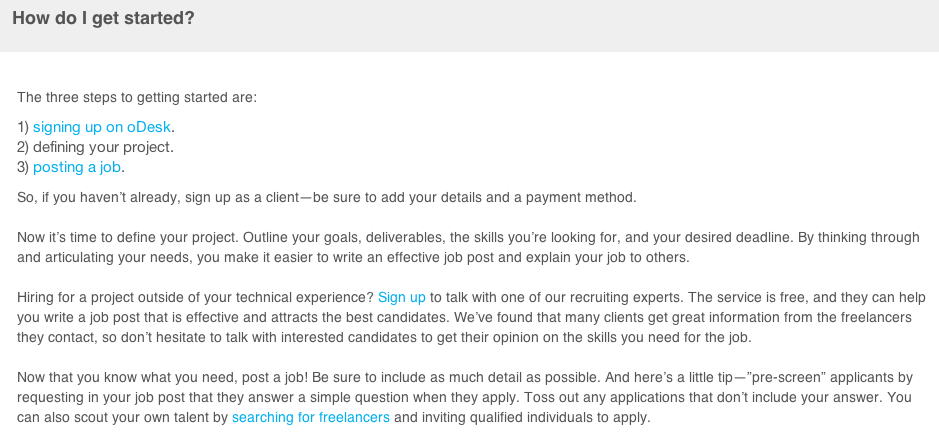 How do I get started?
The three steps to getting started are:
1) signing up on oDesk.
2) defining your project.
3) posting a job.
So, if you haven’t already, sign up as a client—be sure to add your details and a payment method.
Now it’s time to define your project. Outline your goals, deliverables, the skills you’re looking for, and your desired deadline. By thinking through
and articulating your needs, you make it easier to write an effective job post and explain your job to others.
Hiring for a project outside of your technical experience? Sign up to talk with one of our recruiting experts. The service is free, and they can help
you write a job post that is effective and attracts the best candidates. We’ve found that many clients get great information from the freelancers
they contact, so don’t hesitate to talk with interested candidates to get their opinion on the skills you need for the job.
Now that you know what you need, post a job! Be sure to include as much detail as possible. And here’s a little tip—”pre-screen” applicants by
requesting in your job post that they answer a simple question when they apply. Toss out any applications that don’t include your answer. You
can also scout your own talent by searching for freelancers and inviting qualified individuals to apply.